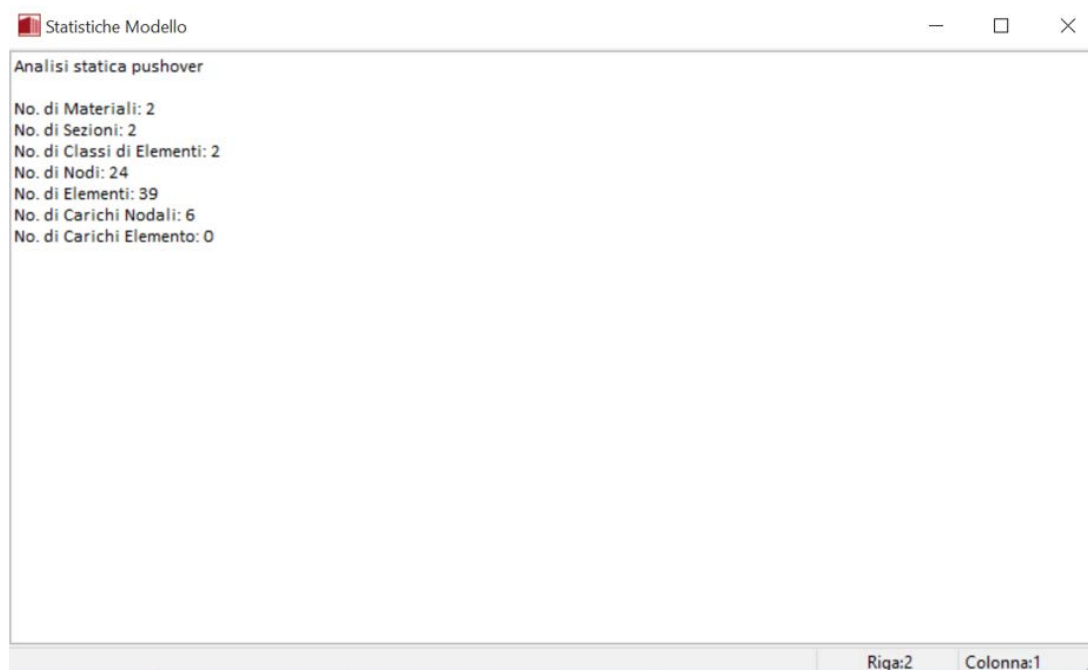 Statistiche Modello
Analisi statica pushover
No. di Materiali: 2
No. di Sezioni: 2
No. di Classi di Elementi: 2
No. di Nodi: 24
No. di Elementi: 39
No. di Carichi Nodali: 6
No. di Carichi Elemento: 0
Riga:2 Colonna:1